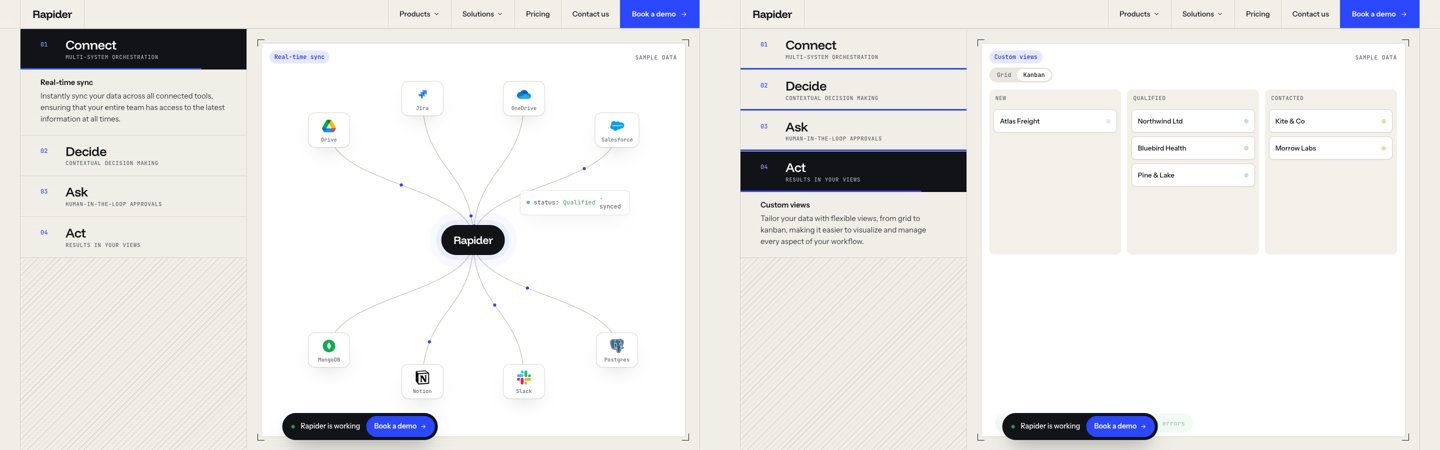 Rapider
Products
Solutions
Pricing
Contact us
Book a demo →
01
Connect
MULTI-SYSTEM ORCHESTRATION
Real-time sync
Instantly sync your data across all connected tools,
ensuring that your entire team has access to the latest
information at all times.
02
Decide
CONTEXTUAL DECISION MAKING
03
Ask
HUMAN-IN-THE-LOOP APPROVALS
04
Act
RESULTS IN YOUR VIEWS
Real-time sync
SAMPLE DATA
Jira
OneDrive
Drive
Salesforce
status: Qualified · synced
Rapider
MongoDB
Postgres
Notion
Slack
Rapider is working
Book a demo →
Rapider
Products
Solutions
Pricing
Contact us
Book a demo →
01
Connect
MULTI-SYSTEM ORCHESTRATION
02
Decide
CONTEXTUAL DECISION MAKING
03
Ask
HUMAN-IN-THE-LOOP APPROVALS
04
Act
RESULTS IN YOUR VIEWS
Custom views
Tailor your data with flexible views, from grid to
kanban, making it easier to visualize and manage
every aspect of your workflow.
Custom views
SAMPLE DATA
Grid
Kanban
NEW
QUALIFIED
CONTACTED
Atlas Freight
Northwind Ltd
Kite & Co
Bluebird Health
Morrow Labs
Pine & Lake
Rapider is working
Book a demo →
errors